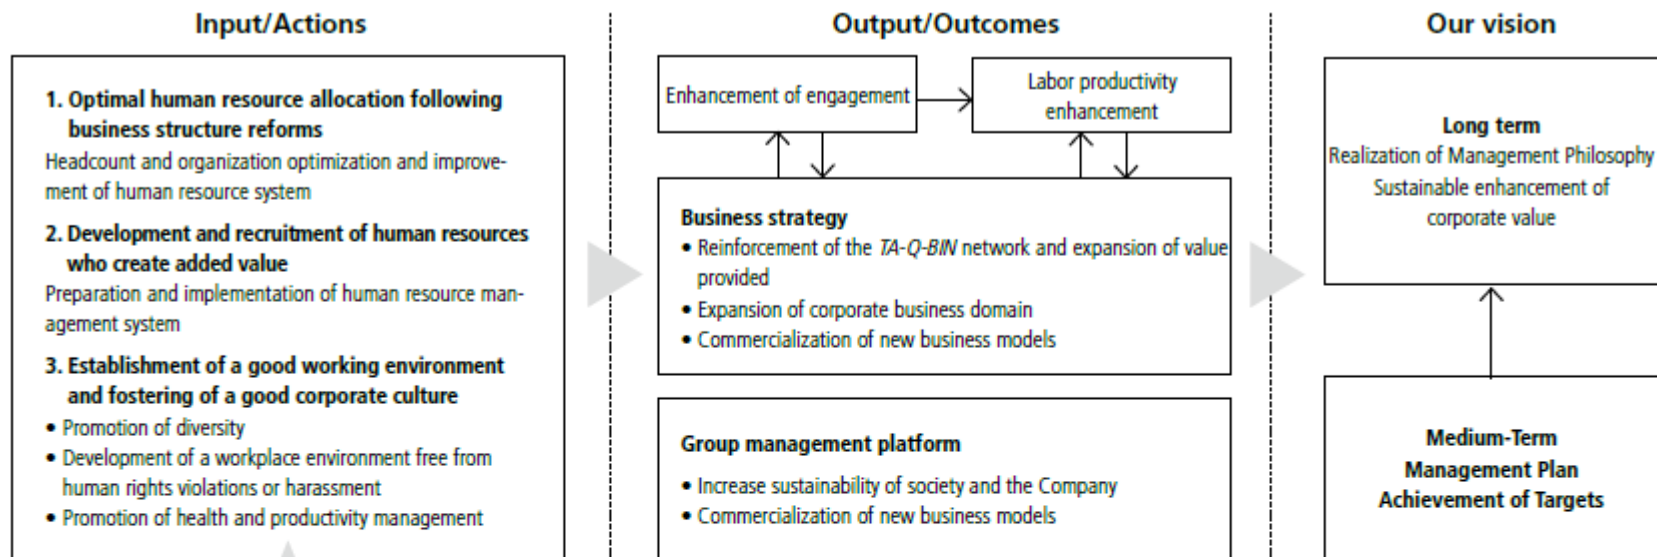 Input/Actions
1. Optimal human resource allocation following
business structure reforms
Headcount and organization optimization and improve-
ment of human resource system
2. Development and recruitment of human resources
who create added value
Preparation and implementation of human resource man-
agement system
3. Establishment of a good working environment
and fostering of a good corporate culture
• Promotion of diversity
• Development of a workplace environment free from
human rights violations or harassment
• Promotion of health and productivity management
Output/Outcomes
Enhancement of engagement
Labor productivity
enhancement
Business strategy
• Reinforcement of the TA-Q-BIN network and expansion of value
provided
• Expansion of corporate business domain
• Commercialization of new business models
Group management platform
• Increase sustainability of society and the Company
• Commercialization of new business models
Our vision
Long term
Realization of Management Philosophy
Sustainable enhancement of
corporate value
Medium-Term
Management Plan
Achievement of Targets